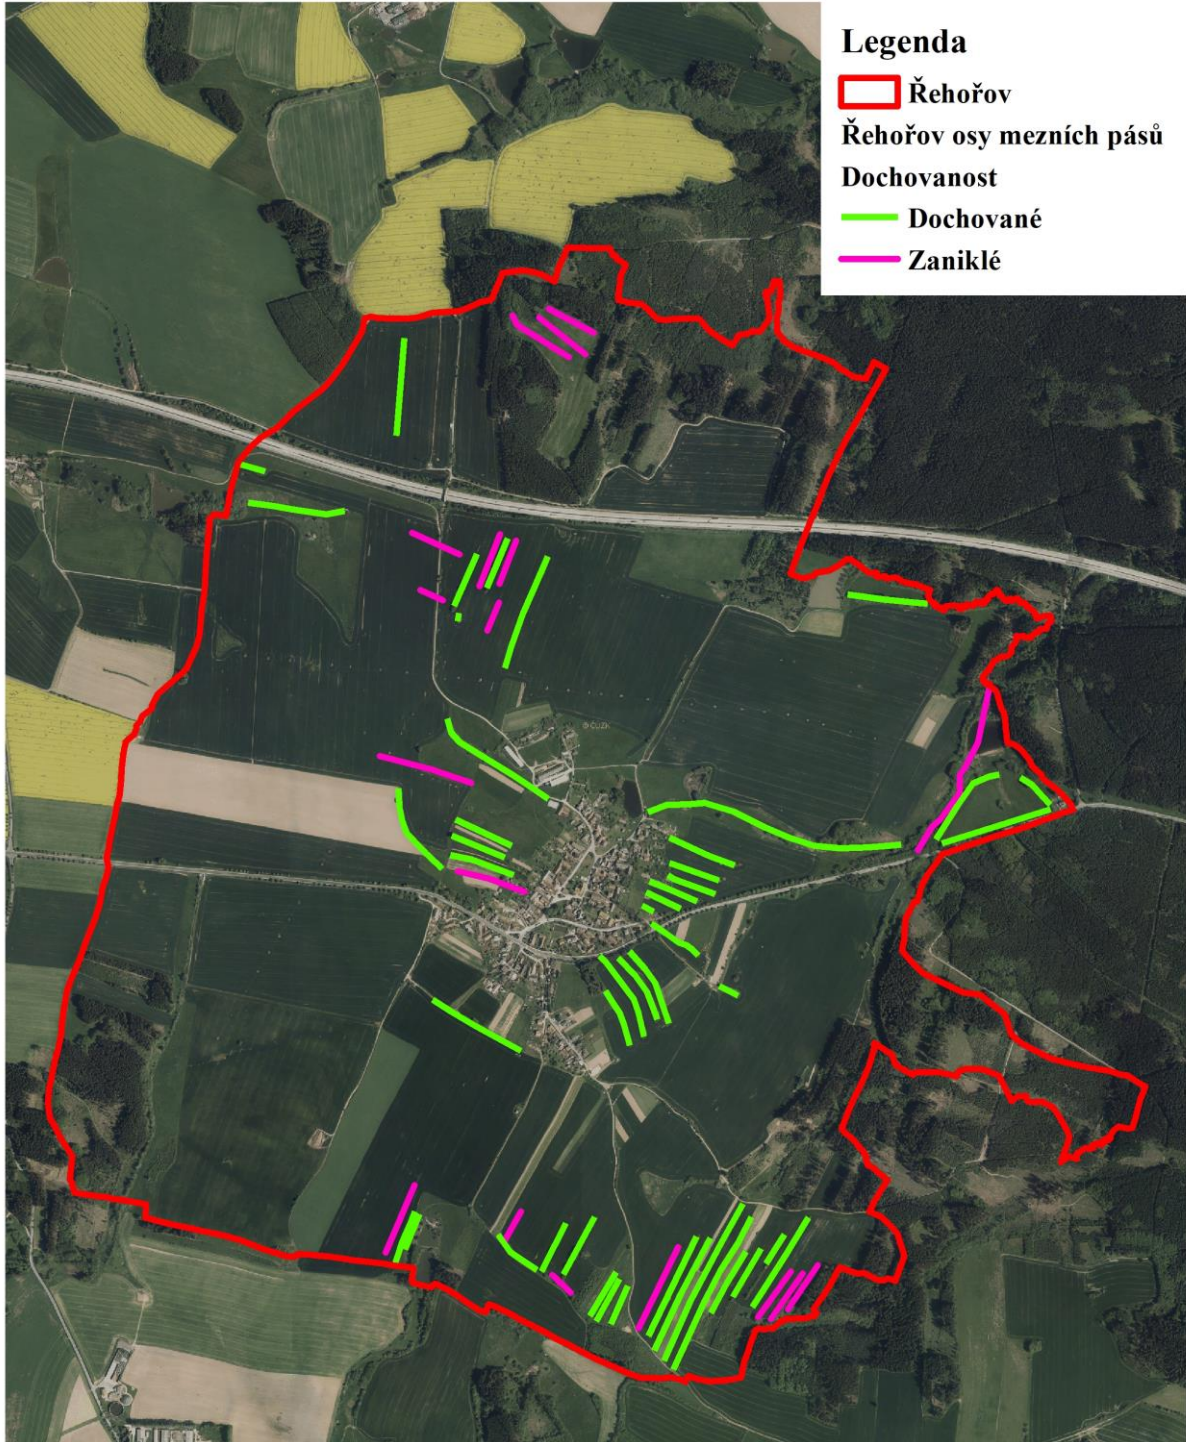 Legenda
Řehořov
Řehořov osy mezních pásů
Dochovanost
Dochované
Zaniklé